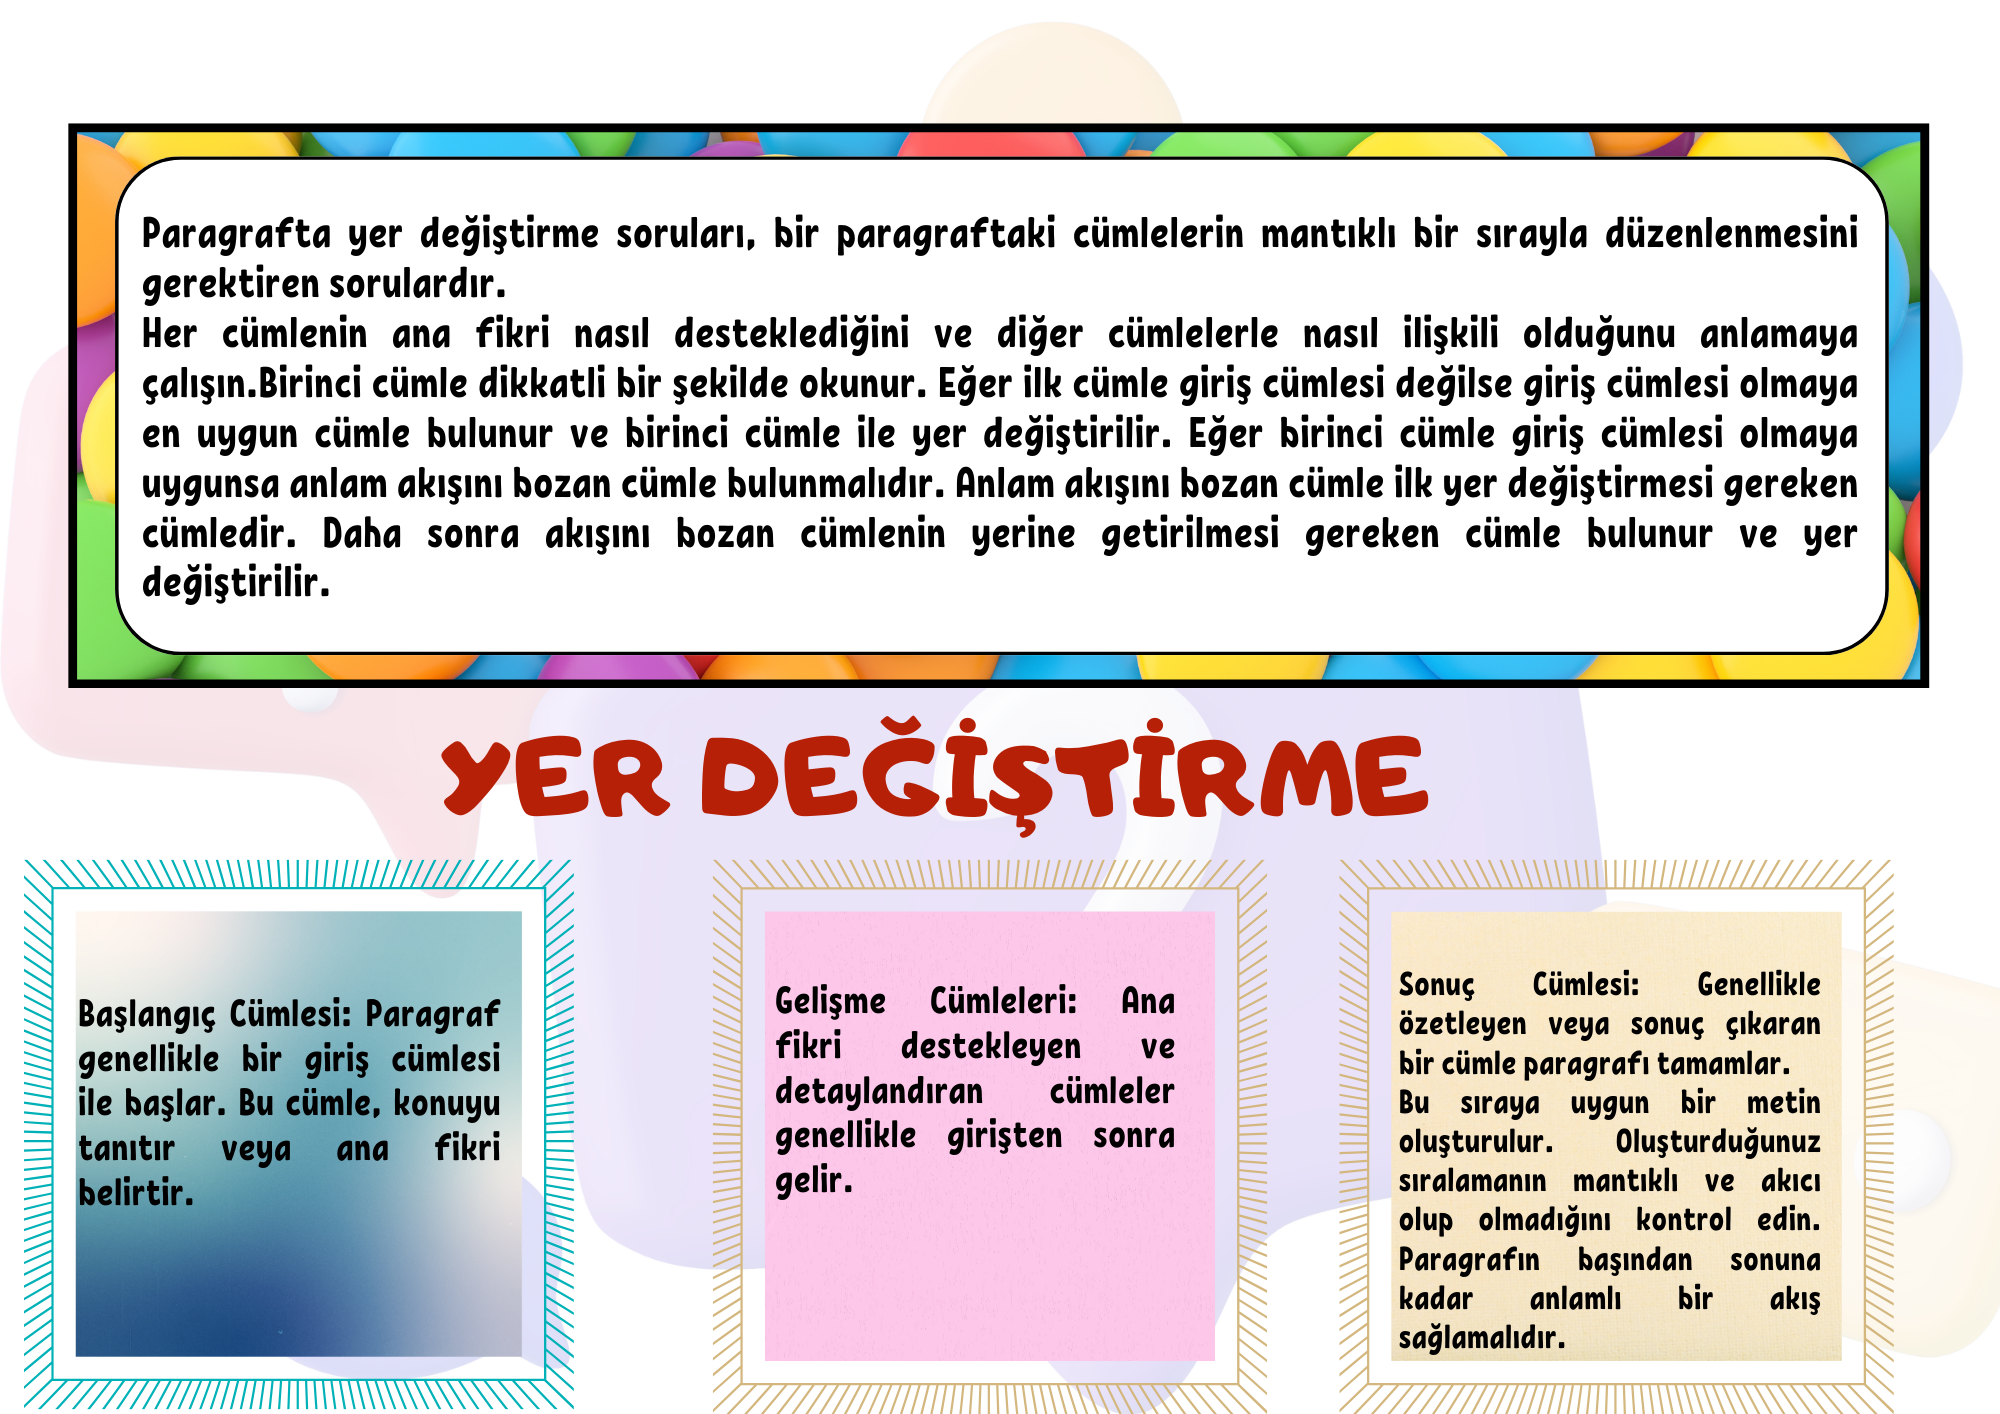 Paragrafta yer değiştirme soruları, bir paragraftaki cümlelerin mantıklı bir sırayla düzenlenmesini
gerektiren sorulardır.
Her cümlenin ana fikri nasıl desteklediğini ve diğer cümlelerle nasıl ilişkili olduğunu anlamaya
çalışın.Birinci cümle dikkatli bir şekilde okunur. Eğer ilk cümle giriş cümlesi değilse giriş cümlesi olmaya
en uygun cümle bulunur ve birinci cümle ile yer değiştirilir. Eğer birinci cümle giriş cümlesi olmaya
uygunsa anlam akışını bozan cümle bulunmalıdır. Anlam akışını bozan cümle ilk yer değiştirmesi gereken
cümledir. Daha sonra akışını bozan cümlenin yerine getirilmesi gereken cümle bulunur ve yer
değiştirilir.
YER DEĞİŞTİRME
Başlangıç Cümlesi: Paragraf
genellikle bir giriş cümlesi
ile başlar. Bu cümle, konuyu
tanıtır veya ana fikri
belirtir.
Gelişme Cümleleri: Ana
fikri destekleyen ve
detaylandıran cümleler
genellikle girişten sonra
gelir.
Sonuç Cümlesi: Genellikle
özetleyen veya sonuç çıkaran
bir cümle paragrafı tamamlar.
Bu sıraya uygun bir metin
oluşturulur. Oluşturduğunuz
sıralamanın mantıklı ve akıcı
olup olmadığını kontrol edin.
Paragrafın başından sonuna
kadar anlamlı bir akış
sağlamalıdır.